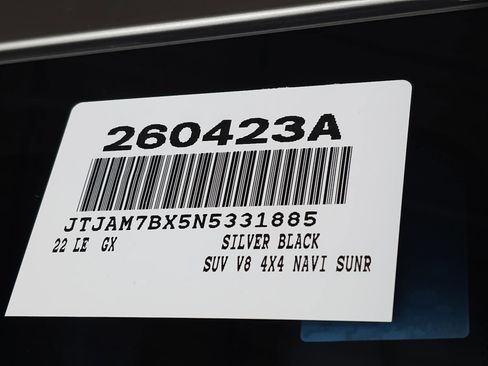 260423A
JTJAM7BX5N5331885
22 LE GX SILVER BLACK
SUV V8 4X4 NAVI SUNR